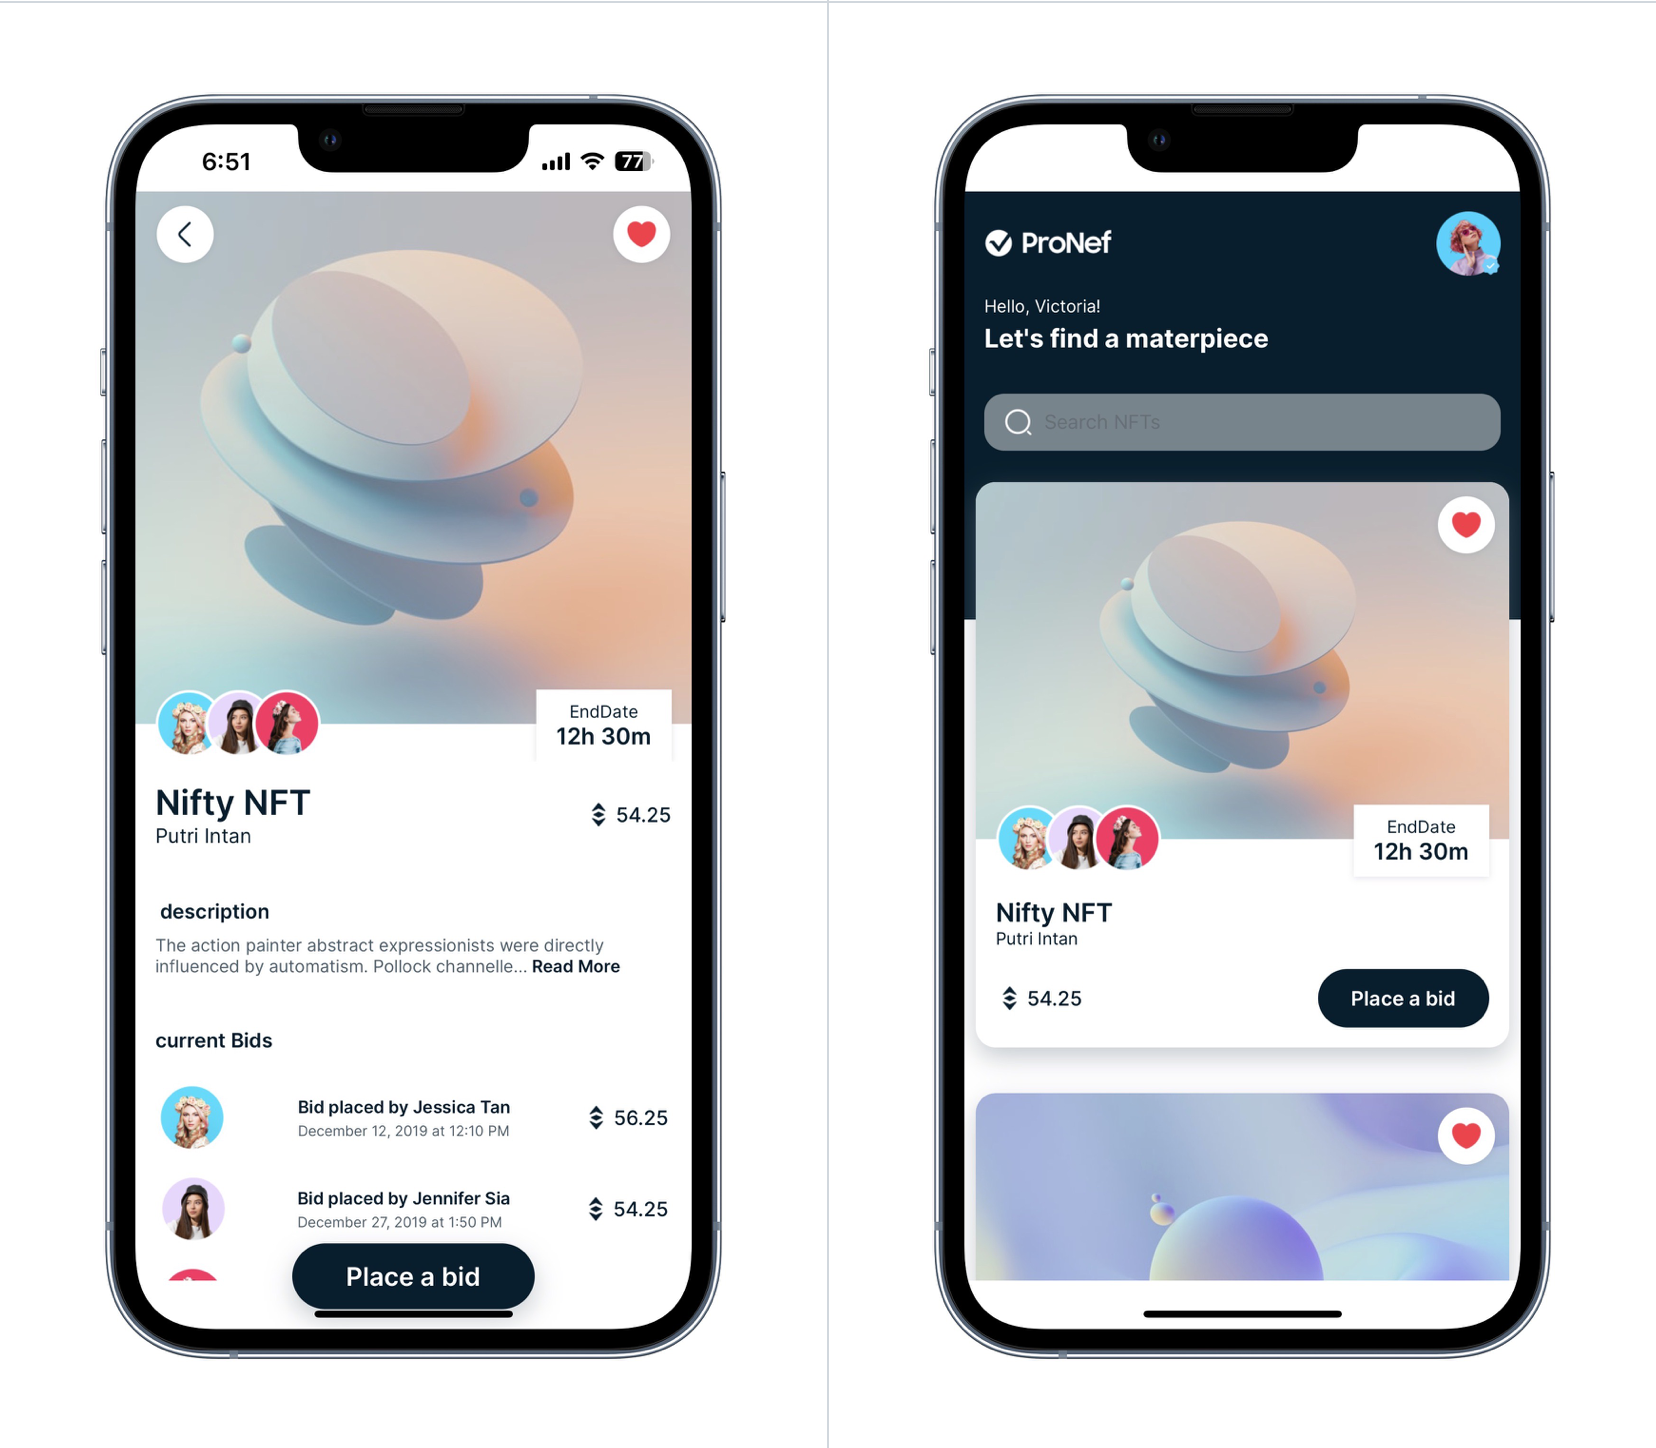 6:51
77
EndDate
12h 30m
Nifty NFT
Putri Intan
54.25
description
The action painter abstract expressionists were directly
influenced by automatism. Pollock channelle... Read More
current Bids
Bid placed by Jessica Tan
December 12, 2019 at 12:10 PM
56.25
Bid placed by Jennifer Sia
December 27, 2019 at 1:50 PM
54.25
Place a bid
ProNef
Hello, Victoria!
Let's find a materpiece
Search NFTs
EndDate
12h 30m
Nifty NFT
Putri Intan
54.25
Place a bid